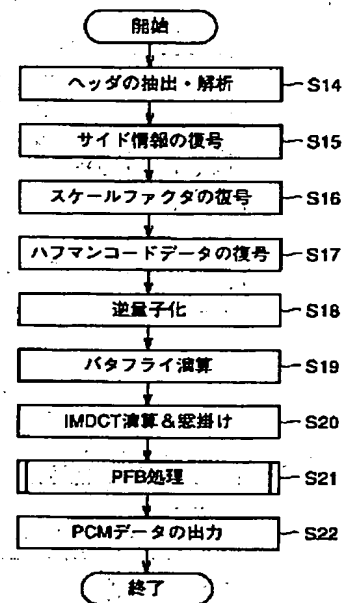 開始
ヘッダの抽出・解析 S14
サイド情報の復号 S15
スケールファクタの復号 S16
ハフマンコードデータの復号 S17
逆量子化 S18
バタフライ演算 S19
IMDCT演算&窓掛け S20
PFB処理 S21
PCMデータの出力 S22
終了